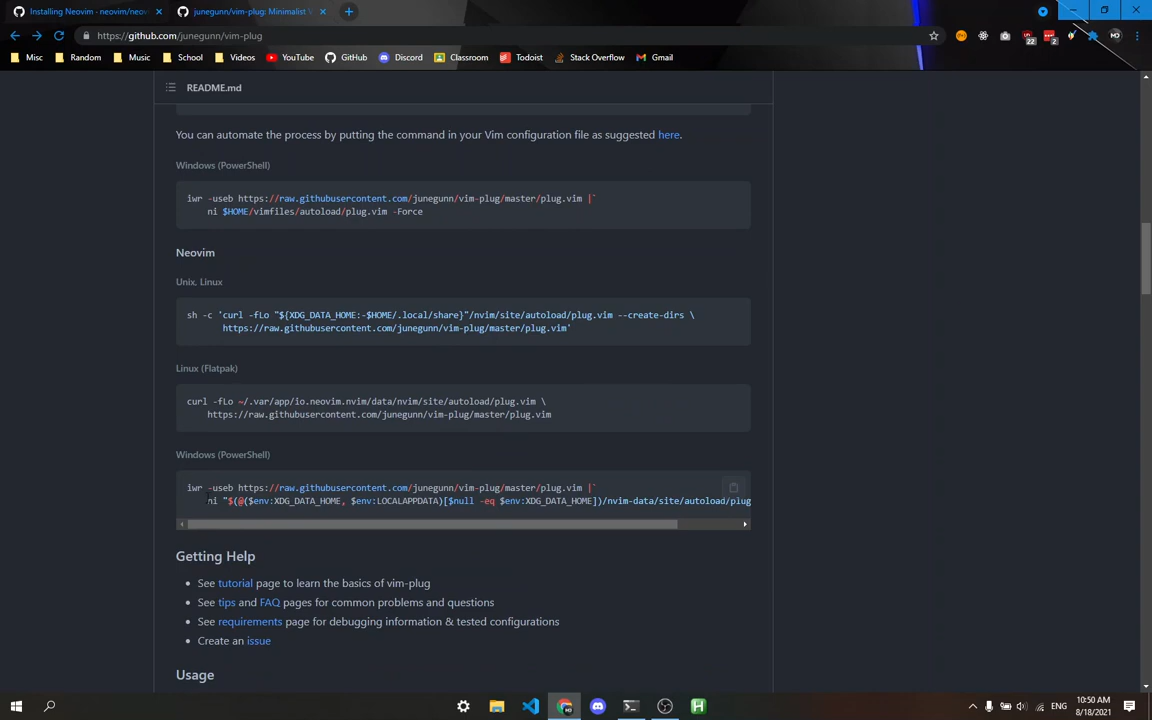 Installing Neovim - neovim/neov
junegunn/vim-plug: Minimalist
https://github.com/junegunn/vim-plug
22
2
Misc
Random
Music
School
Videos
YouTube
GitHub
Discord
Classroom
Todoist
Stack Overflow
Gmail
README.md
You can automate the process by putting the command in your Vim configuration file as suggested here.
Windows (PowerShell)
iwr -useb https://raw.githubusercontent.com/junegunn/vim-plug/master/plug.vim |`
ni $HOME/vimfiles/autoload/plug.vim -Force
Neovim
Unix, Linux
sh -c 'curl -fLo "${XDG_DATA_HOME:-$HOME/.local/share}"/nvim/site/autoload/plug.vim --create-dirs \
https://raw.githubusercontent.com/junegunn/vim-plug/master/plug.vim'
Linux (Flatpak)
curl -fLo ~/.var/app/io.neovim.nvim/data/nvim/site/autoload/plug.vim \
https://raw.githubusercontent.com/junegunn/vim-plug/master/plug.vim
Windows (PowerShell)
iwr -useb https://raw.githubusercontent.com/junegunn/vim-plug/master/plug.vim |`
ni "$(@($env:XDG_DATA_HOME, $env:LOCALAPPDATA)[$null -eq $env:XDG_DATA_HOME])/nvim-data/site/autoload/plug
Getting Help
See tutorial page to learn the basics of vim-plug
See tips and FAQ pages for common problems and questions
See requirements page for debugging information & tested configurations
Create an issue
Usage
ENG
10:50 AM
8/18/2021